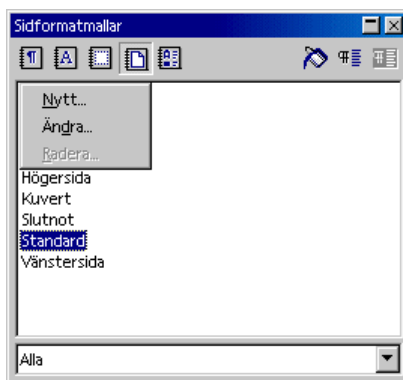 Sidformatmallar
Nytt...
Ändra...
Radera...
Högersida
Kuvert
Slutnot
Standard
Vänstersida
Alla